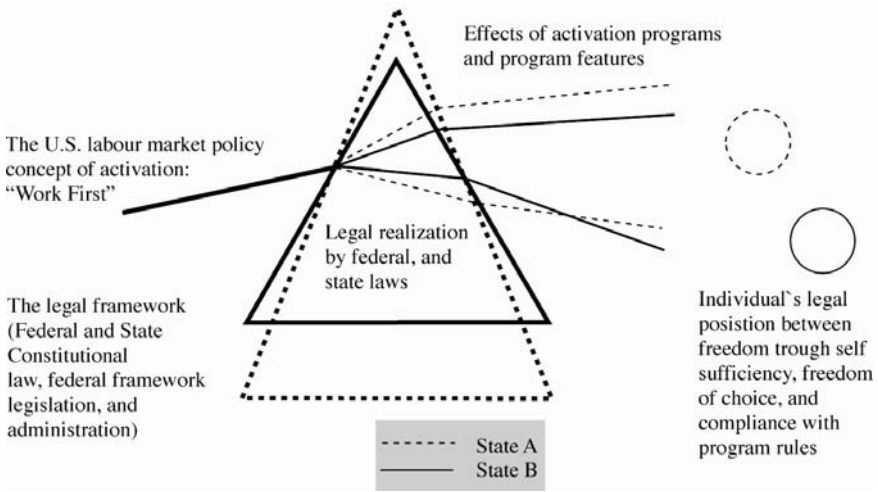 Effects of activation programs
and program features
The U.S. labour market policy
concept of activation:
“Work First”
Legal realization
by federal, and
state laws
The legal framework
(Federal and State
Constitutional
law, federal framework
legislation, and
administration)
Individual`s legal
posistion between
freedom trough self
sufficiency, freedom
of choice, and
compliance with
program rules
State A
State B